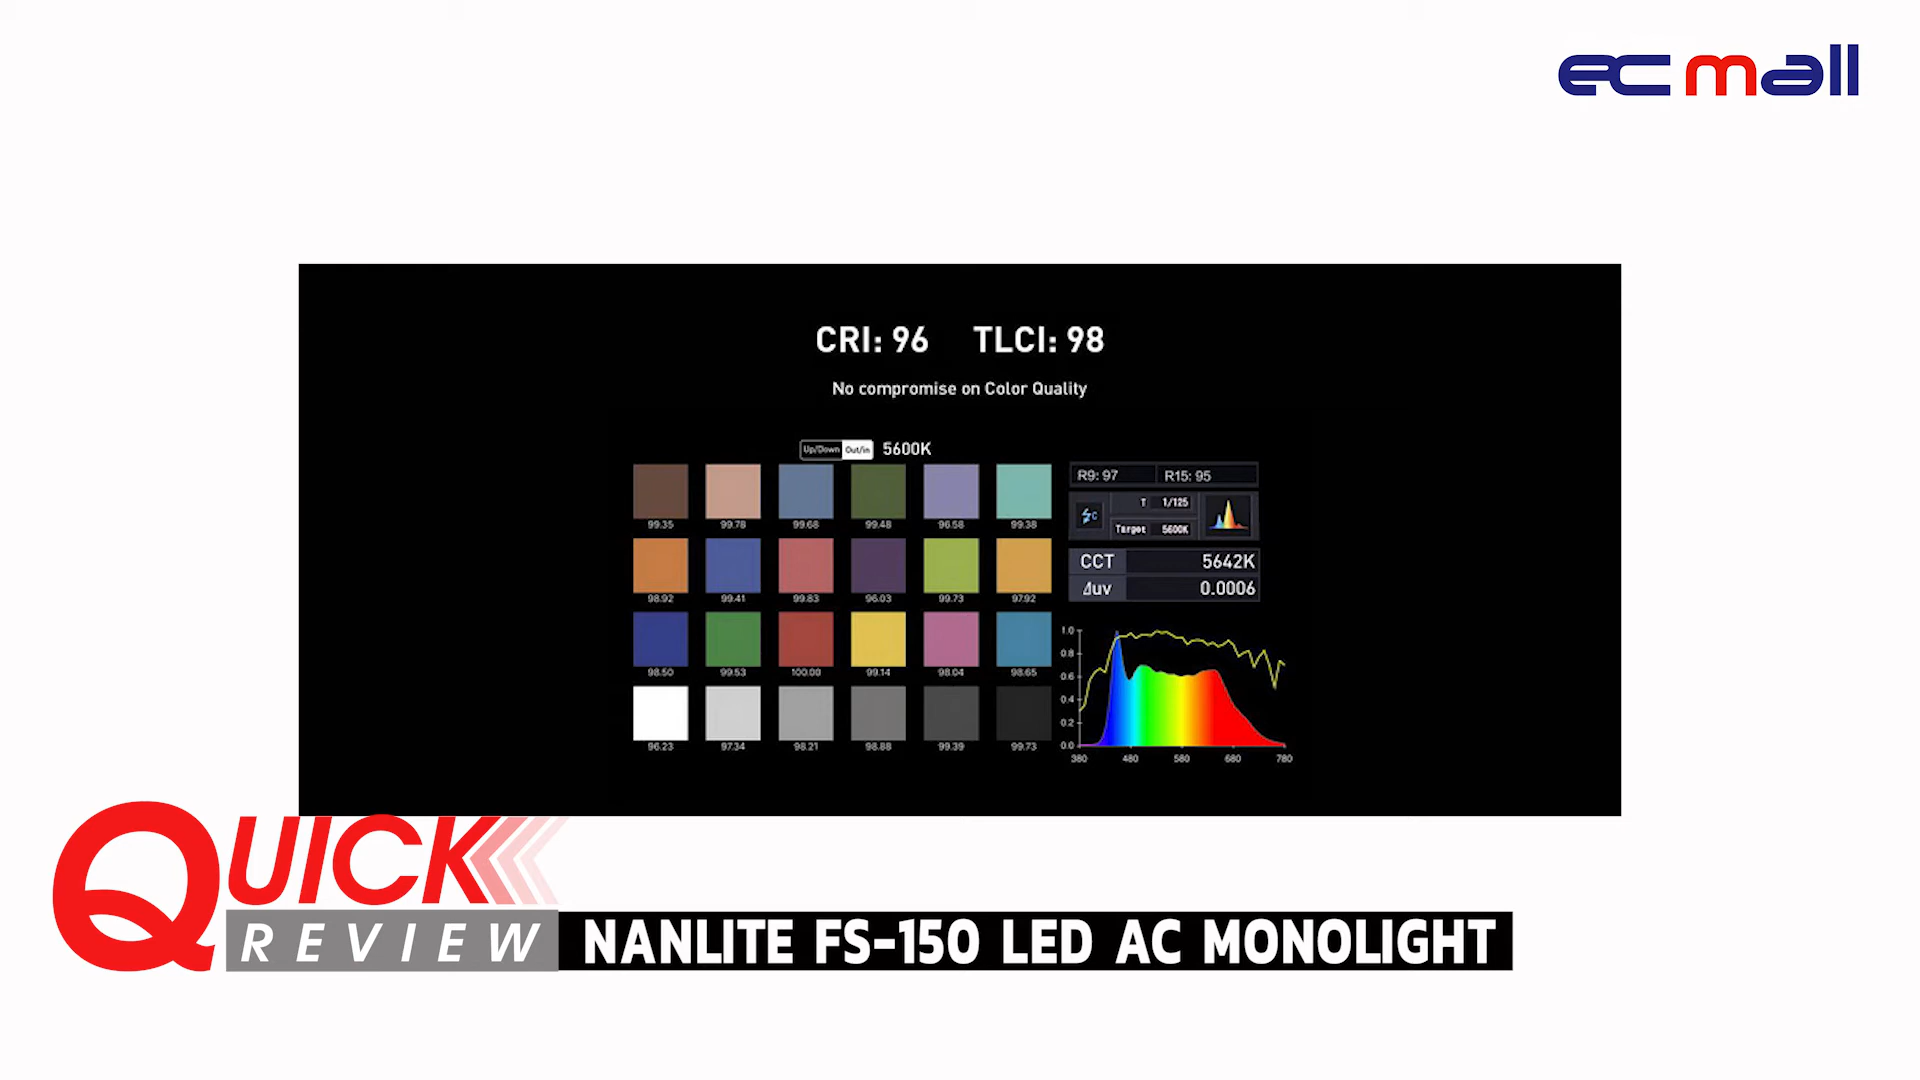 ec mall
CRI: 96 TLCI: 98
No compromise on Color Quality
Up/Down Out/in 5600K
R9: 97 R15: 95
T 1/125
C
Target 5600K
CCT 5642K
Δuv 0.0006
99.35 99.78 99.68 99.48 96.58 99.38
98.92 99.41 99.83 96.03 99.73 97.92
98.50 99.53 100.00 99.14 98.04 98.65
96.23 97.34 98.21 98.88 99.39 99.73
1.0
0.8
0.6
0.4
0.2
0.0
380 480 580 680 780
QUICK
REVIEW
NANLITE FS-150 LED AC MONOLIGHT